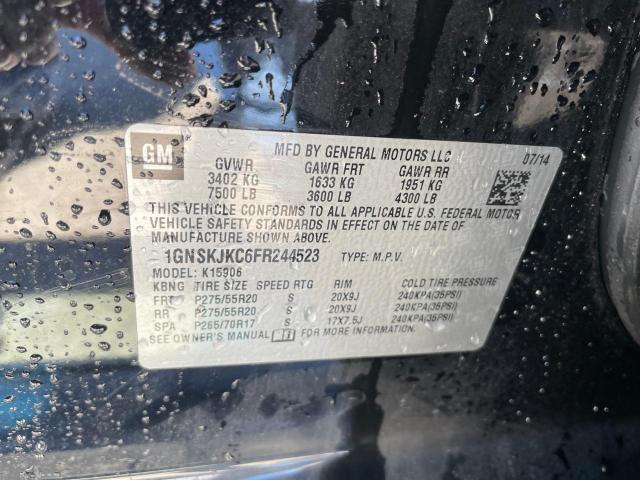 GM
MFD BY GENERAL MOTORS LLC 07/14
GVWR GAWR FRT GAWR RR
3402 KG 1633 KG 1951 KG
7500 LB 3600 LB 4300 LB
THIS VEHICLE CONFORMS TO ALL APPLICABLE U.S. FEDERAL MOTOR
VEHICLE SAFETY STANDARDS IN EFFECT ON THE DATE OF
MANUFACTURE SHOWN ABOVE.
1GNSKJKC6FR244523 TYPE: M.P.V.
MODEL: K15906
KBNG TIRE SIZE SPEED RTG RIM COLD TIRE PRESSURE
FRT P275/55R20 S 20X9J 240KPA(35PSI)
RR P275/55R20 S 20X9J 240KPA(35PSI)
SPA P265/70R17 S 17X7.5J 240KPA(35PSI)
SEE OWNER'S MANUAL FOR MORE INFORMATION.